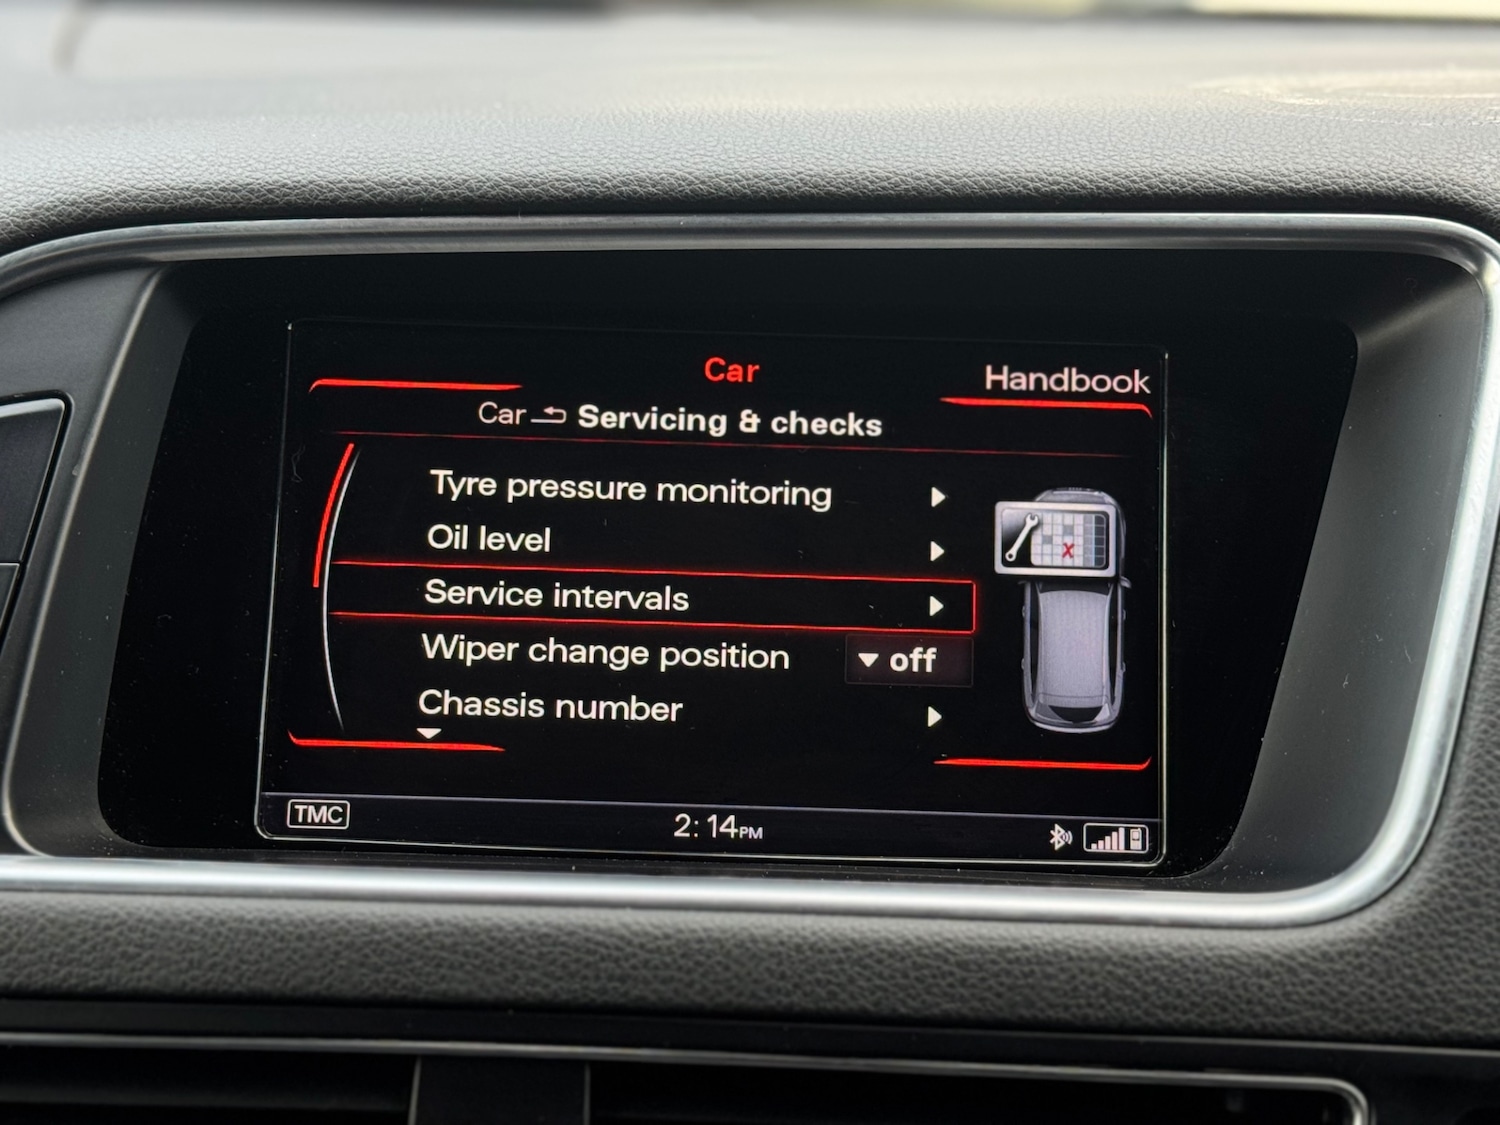 Car
Handbook
Car Servicing & checks
Tyre pressure monitoring
Oil level
Service intervals
Wiper change position off
Chassis number
TMC
2:14PM